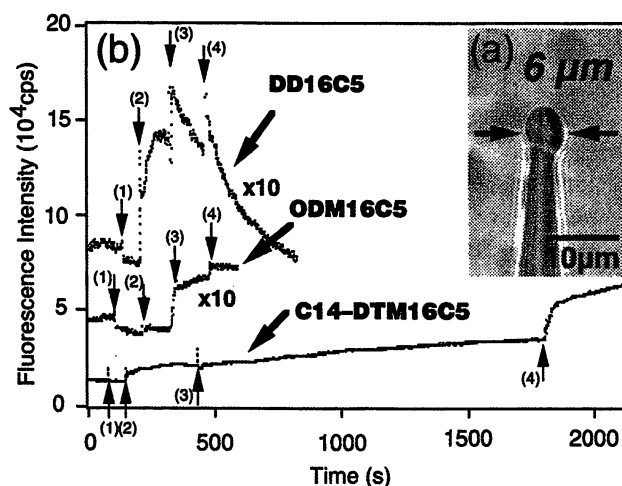 20
15
10
5
0
Fluorescence Intensity (10⁴cps)
(b)
(3)
(4)
(2)
DD16C5
(1)
x10
ODM16C5
(3)
(4)
(1)
(2)
x10
C14–DTM16C5
(1)
(2)
(3)
(4)
0
500
1000
1500
2000
Time (s)
(a)
6 µm
10µm